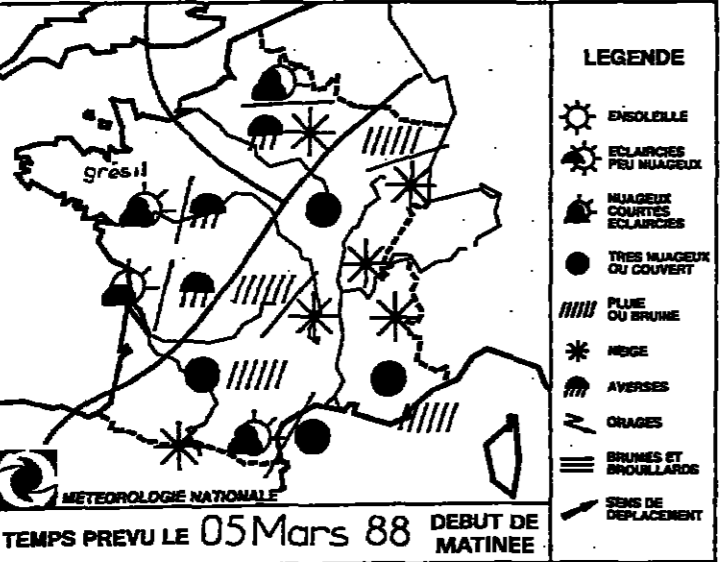 grésil
METEOROLOGIE NATIONALE
TEMPS PREVU LE 05 Mars 88 DEBUT DE
MATINEE
LEGENDE
ENSOLEILLE
ECLAIRCIES
PEU NUAGEUX
NUAGEUX
COURTES
ECLAIRCIES
TRES NUAGEUX
OU COUVERT
PLUIE
OU BRUINE
NEIGE
AVERSES
ORAGES
BRUMES ET
BROUILLARDS
SENS DE
DEPLACEMENT